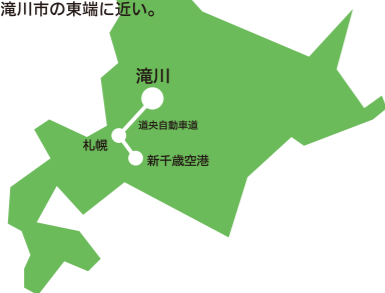 滝川市の東端に近い。
滝川
道央自動車道
札幌
新千歳空港